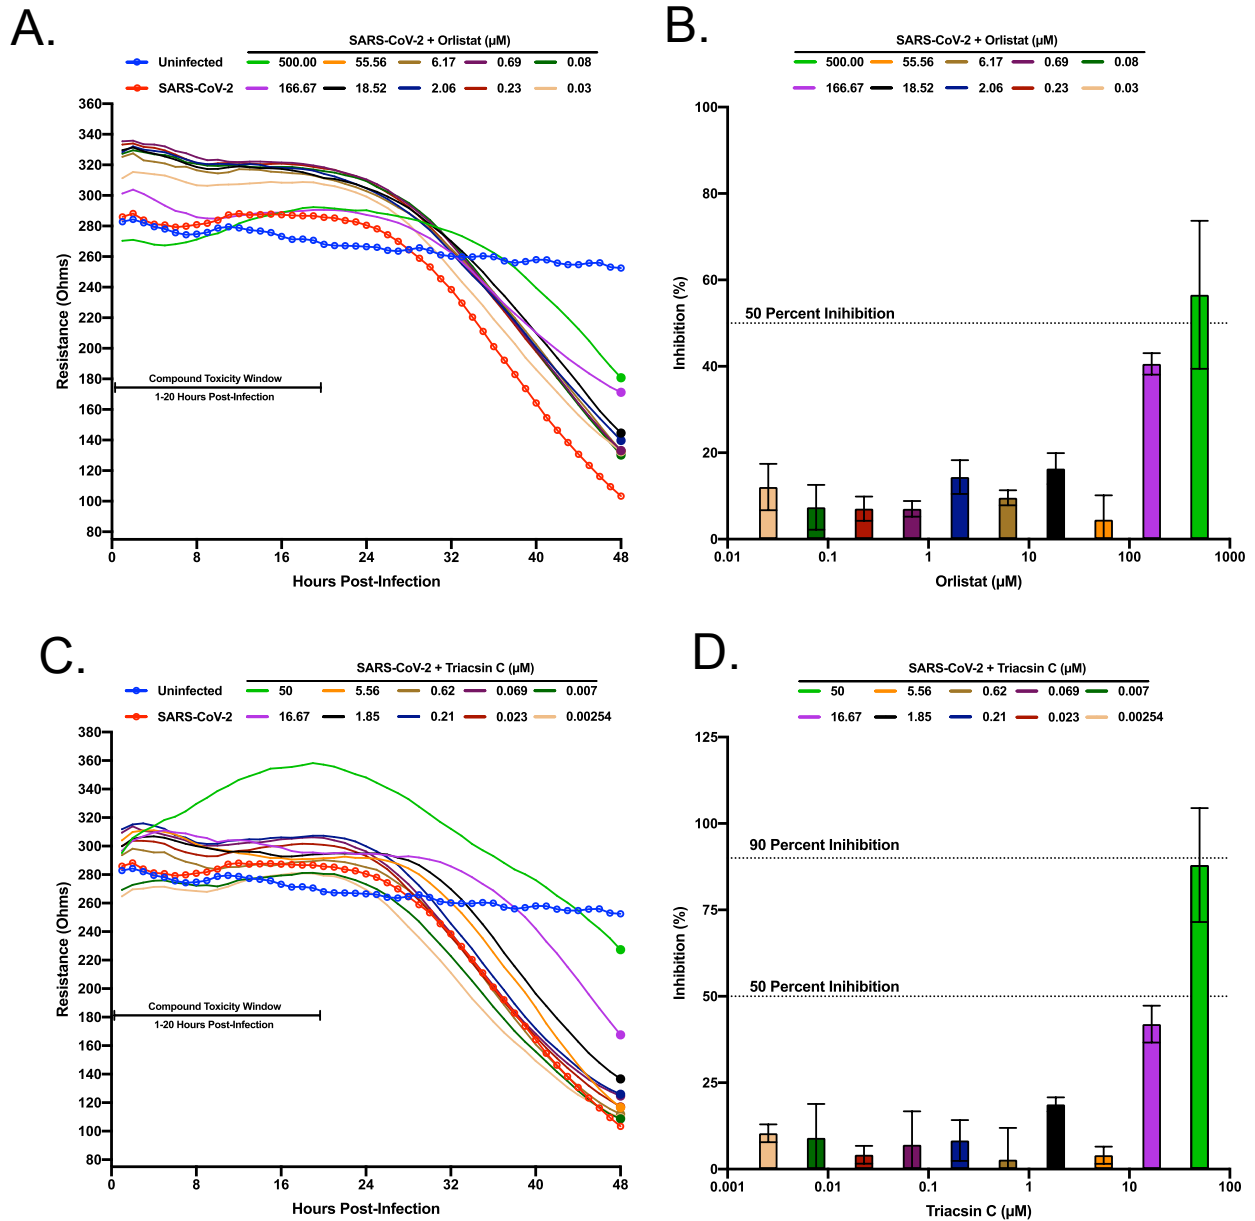 A.
SARS-CoV-2 + Orlistat (µM)
Uninfected 500.00 55.56 6.17 0.69 0.08
SARS-CoV-2 166.67 18.52 2.06 0.23 0.03
360
340
320
300
280
260
240
220
200
180
160
140
120
100
80
Resistance (Ohms)
Compound Toxicity Window
1-20 Hours Post-Infection
0 8 16 24 32 40 48
Hours Post-Infection
B.
SARS-CoV-2 + Orlistat (µM)
500.00 55.56 6.17 0.69 0.08
166.67 18.52 2.06 0.23 0.03
100
80
60
40
20
0
Inhibition (%)
50 Percent Inihibition
0.01 0.1 1 10 100 1000
Orlistat (µM)
C.
SARS-CoV-2 + Triacsin C (µM)
Uninfected 50 5.56 0.62 0.069 0.007
SARS-CoV-2 16.67 1.85 0.21 0.023 0.00254
380
360
340
320
300
280
260
240
220
200
180
160
140
120
100
80
Resistance (Ohms)
Compound Toxicity Window
1-20 Hours Post-Infection
0 8 16 24 32 40 48
Hours Post-Infection
D.
SARS-CoV-2 + Triacsin C (µM)
50 5.56 0.62 0.069 0.007
16.67 1.85 0.21 0.023 0.00254
125
100
75
50
25
0
Inhibition (%)
90 Percent Inihibition
50 Percent Inihibition
0.001 0.01 0.1 1 10 100
Triacsin C (µM)